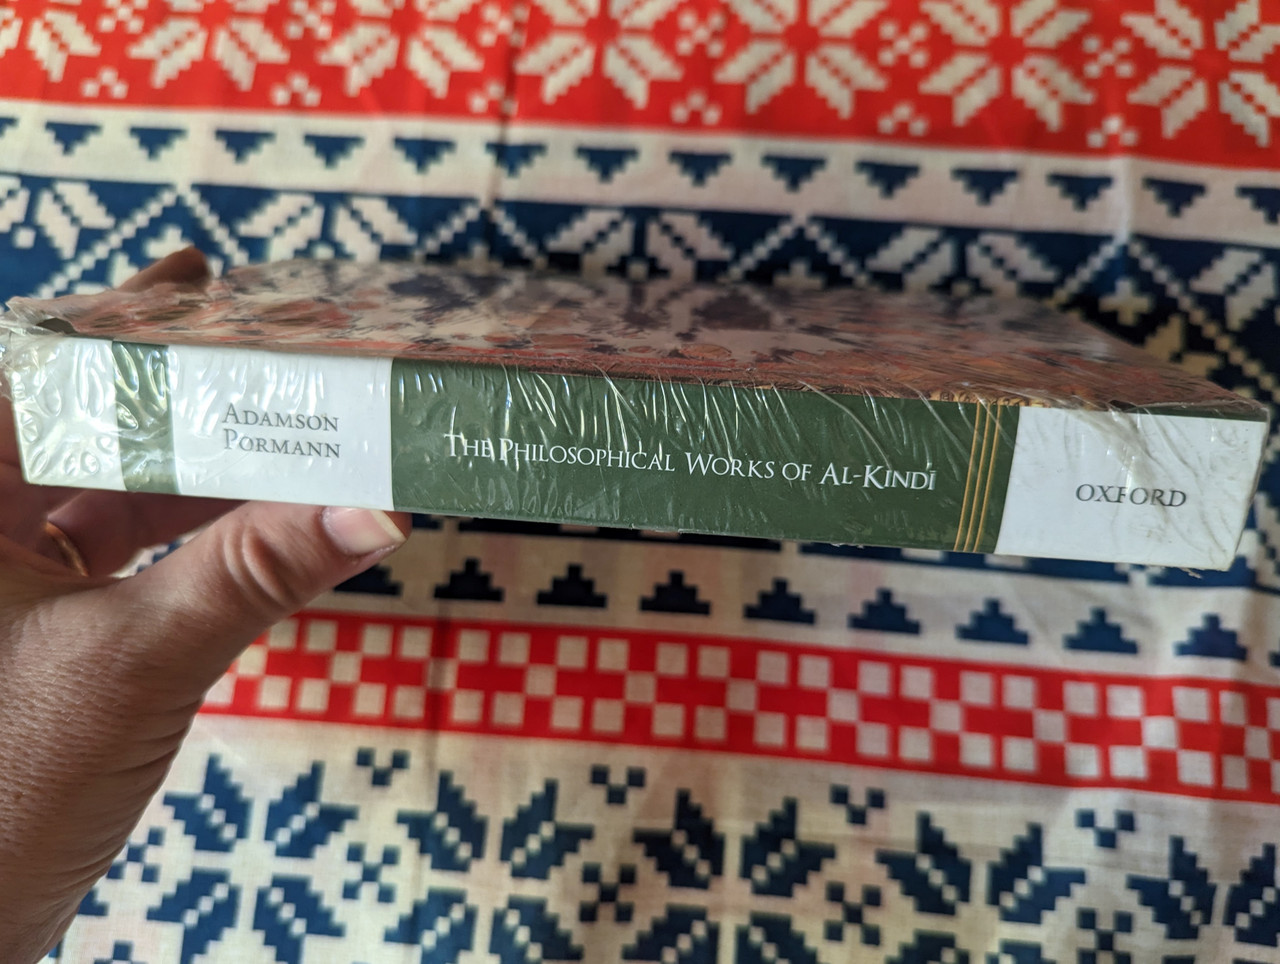 Adamson
Pormann
The Philosophical Works of Al-Kindī
OXFORD